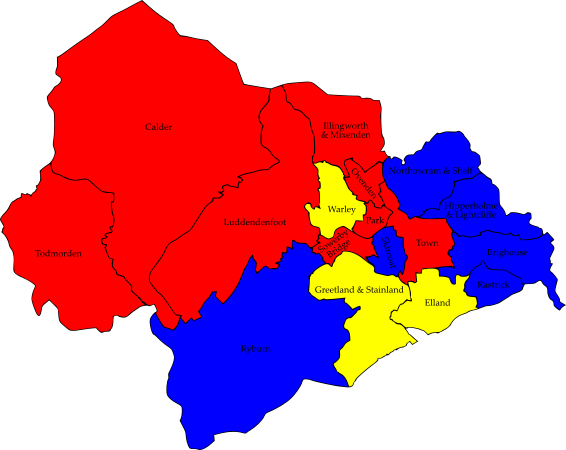 Calder
Illingworth
& Mixenden
Northowram & Shelf
Ovenden
Warley
Hipperholme
& Lightcliffe
Luddendenfoot
Park
Town
Sowerby
Bridge
Skircoat
Brighouse
Todmorden
Rastrick
Greetland & Stainland
Elland
Ryburn